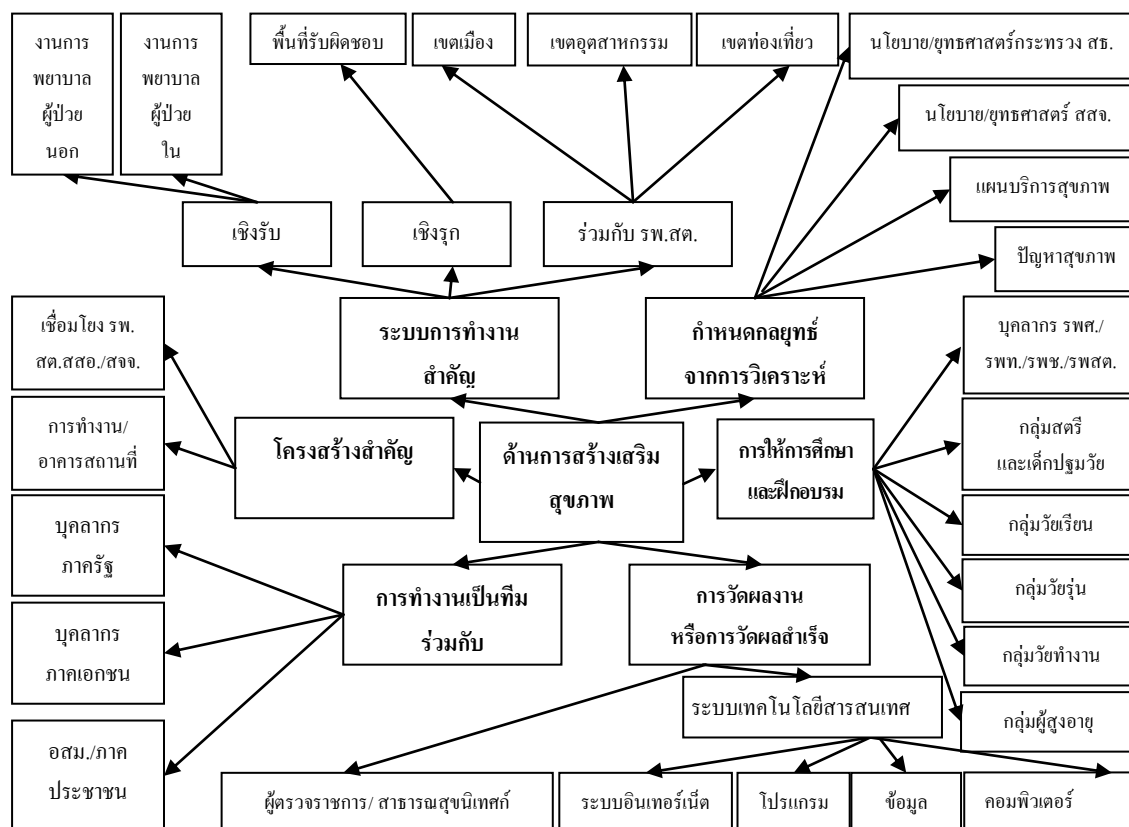 งานการ
พยาบาล
ผู้ป่วย
นอก
งานการ
พยาบาล
ผู้ป่วย
ใน
พื้นที่รับผิดชอบ
เขตเมือง
เขตอุตสาหกรรม
เขตท่องเที่ยว
นโยบาย/ยุทธศาสตร์กระทรวง สธ.
นโยบาย/ยุทธศาสตร์ สสจ.
แผนบริการสุขภาพ
ปัญหาสุขภาพ
เชิงรับ
เชิงรุก
ร่วมกับ รพ.สต.
ระบบการทำงาน
สำคัญ
กำหนดกลยุทธ์
จากการวิเคราะห์
เชื่อมโยง รพ.
สต.สสอ./สจจ.
การทำงาน/
อาคารสถานที่
โครงสร้างสำคัญ
ด้านการสร้างเสริม
สุขภาพ
การให้การศึกษา
และฝึกอบรม
บุคลากร รพศ./
รพท./รพช./รพสต.
กลุ่มสตรี
และเด็กปฐมวัย
กลุ่มวัยเรียน
กลุ่มวัยรุ่น
กลุ่มวัยทำงาน
กลุ่มผู้สูงอายุ
บุคลากร
ภาครัฐ
บุคลากร
ภาคเอกชน
อสม./ภาค
ประชาชน
การทำงานเป็นทีม
ร่วมกับ
การวัดผลงาน
หรือการวัดผลสำเร็จ
ระบบเทคโนโลยีสารสนเทศ
ผู้ตรวจราชการ/ สาธารณสุขนิเทศก์
ระบบอินเทอร์เน็ต
โปรแกรม
ข้อมูล
คอมพิวเตอร์